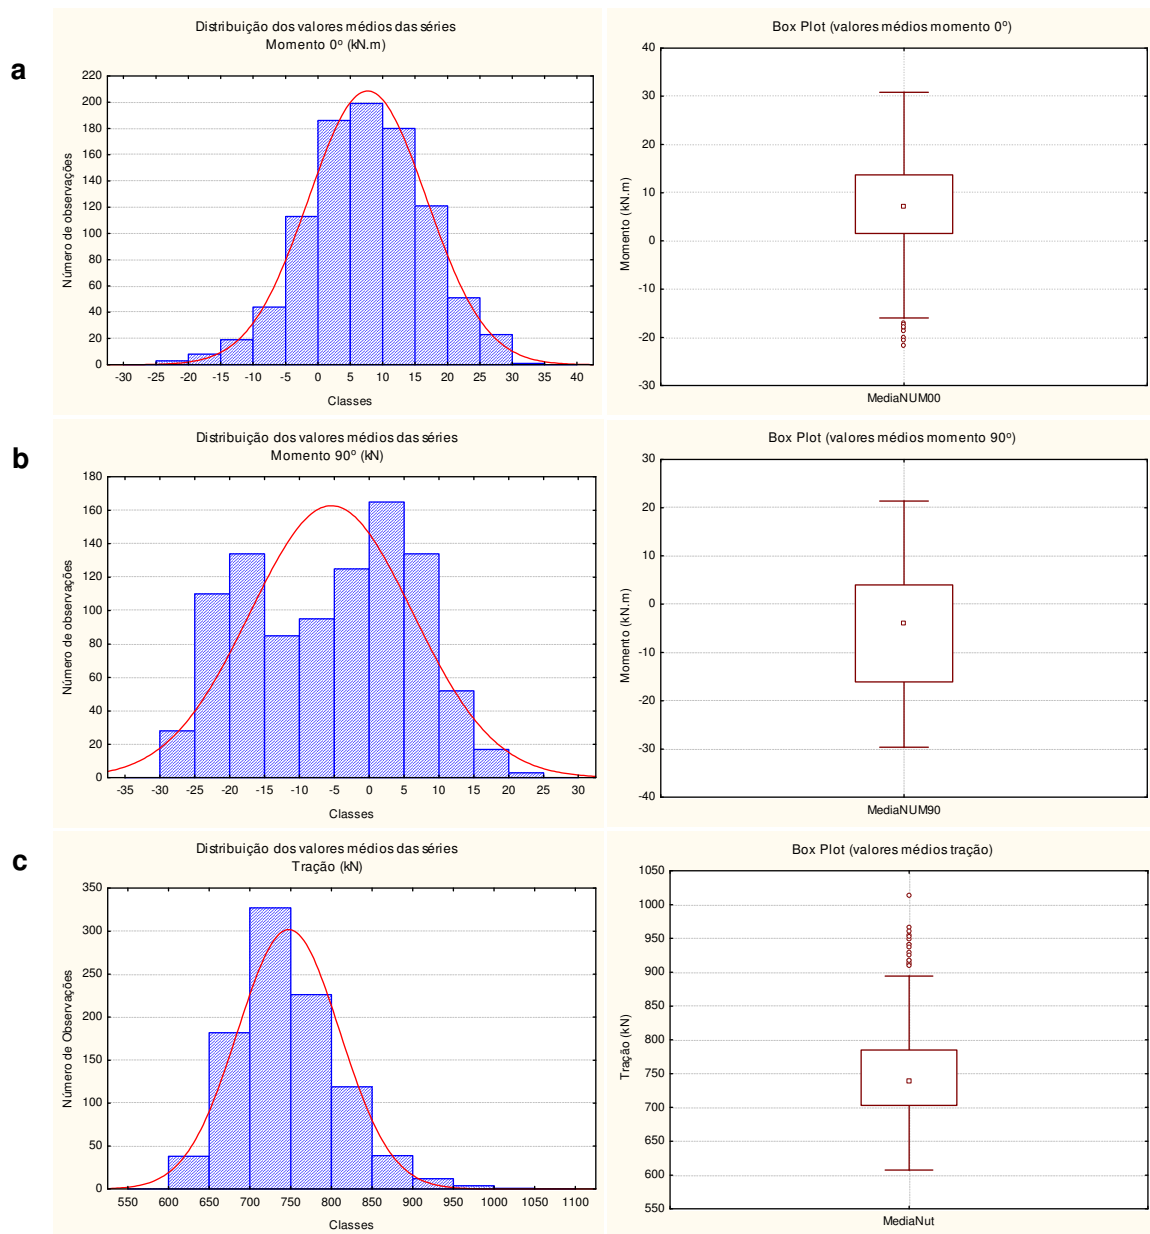 a
Distribuição dos valores médios das séries
Momento 0º (kN.m)
Número de observações
220
200
180
160
140
120
100
80
60
40
20
0
-30 -25 -20 -15 -10 -5 0 5 10 15 20 25 30 35 40
Classes
Box Plot (valores médios momento 0º)
Momento (kN.m)
40
30
20
10
0
-10
-20
-30
MediaNUM00
b
Distribuição dos valores médios das séries
Momento 90º (kN)
Número de observações
180
160
140
120
100
80
60
40
20
0
-35 -30 -25 -20 -15 -10 -5 0 5 10 15 20 25 30
Classes
Box Plot (valores médios momento 90º)
Momento (kN.m)
30
20
10
0
-10
-20
-30
-40
MediaNUM90
c
Distribuição dos valores médios das séries
Tração (kN)
Número de Observações
350
300
250
200
150
100
50
0
550 600 650 700 750 800 850 900 950 1000 1050 1100
Classes
Box Plot (valores médios tração)
Tração (kN)
1050
1000
950
900
850
800
750
700
650
600
550
MediaNut